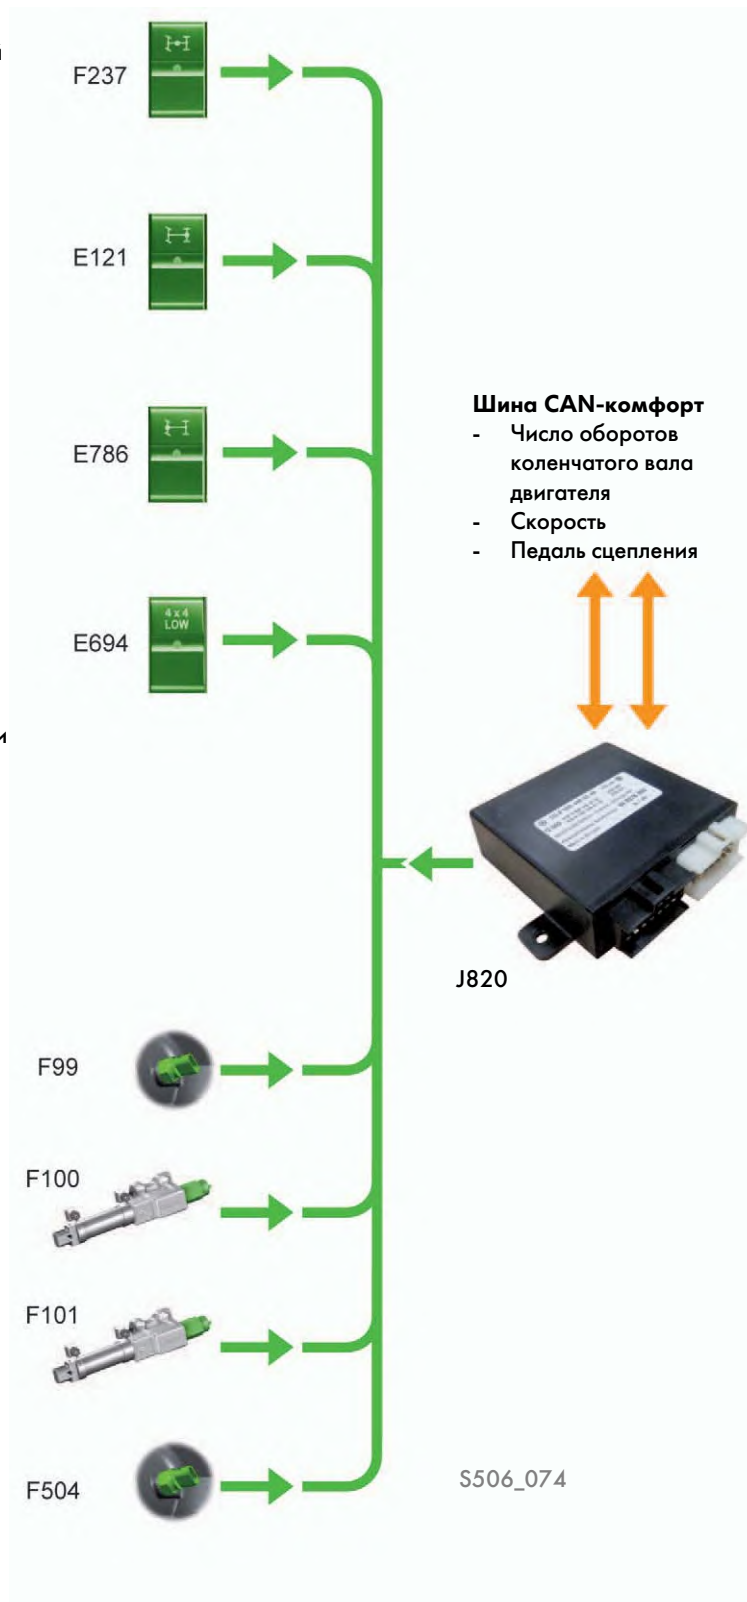 F237
E121
Шина CAN-комфорт
- Число оборотов
коленчатого вала
двигателя
- Скорость
- Педаль сцепления
E786
4x4
LOW
E694
и
J820
F99
F100
F101
F504
S506_074